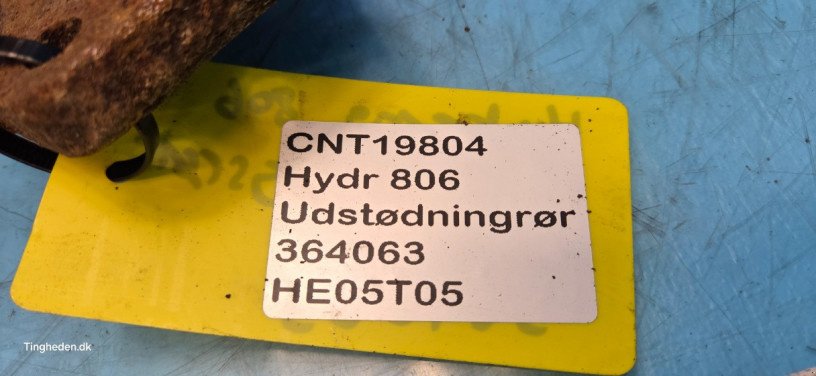 CNT19804
Hydr 806
Udstødningrør
364063
HE05T05
Tingheden.dk